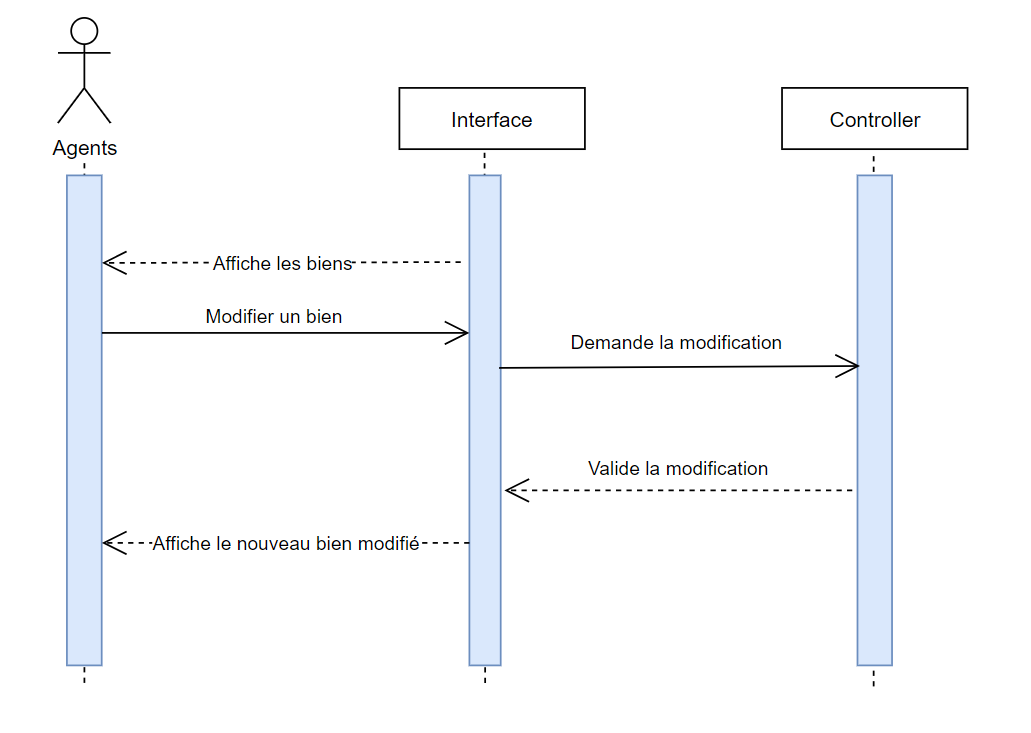 Agents
Interface
Controller
Affiche les biens
Modifier un bien
Demande la modification
Valide la modification
Affiche le nouveau bien modifié